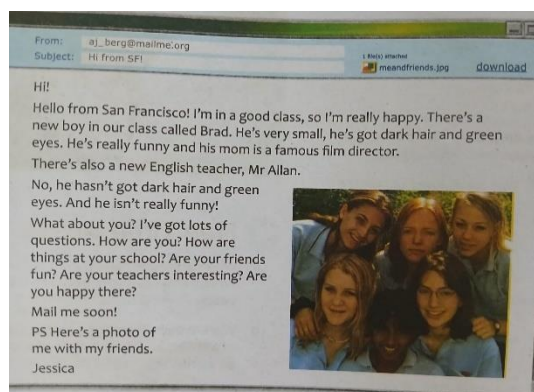 From: aj_berg@mailme.org
Subject: Hi from SF!
1 file(s) attached
meandfriends.jpg
download
Hi!
Hello from San Francisco! I'm in a good class, so I'm really happy. There's a
new boy in our class called Brad. He's very small, he's got dark hair and green
eyes. He's really funny and his mom is a famous film director.
There's also a new English teacher, Mr Allan.
No, he hasn't got dark hair and green
eyes. And he isn't really funny!
What about you? I've got lots of
questions. How are you? How are
things at your school? Are your friends
fun? Are your teachers interesting? Are
you happy there?
Mail me soon!
PS Here's a photo of
me with my friends.
Jessica